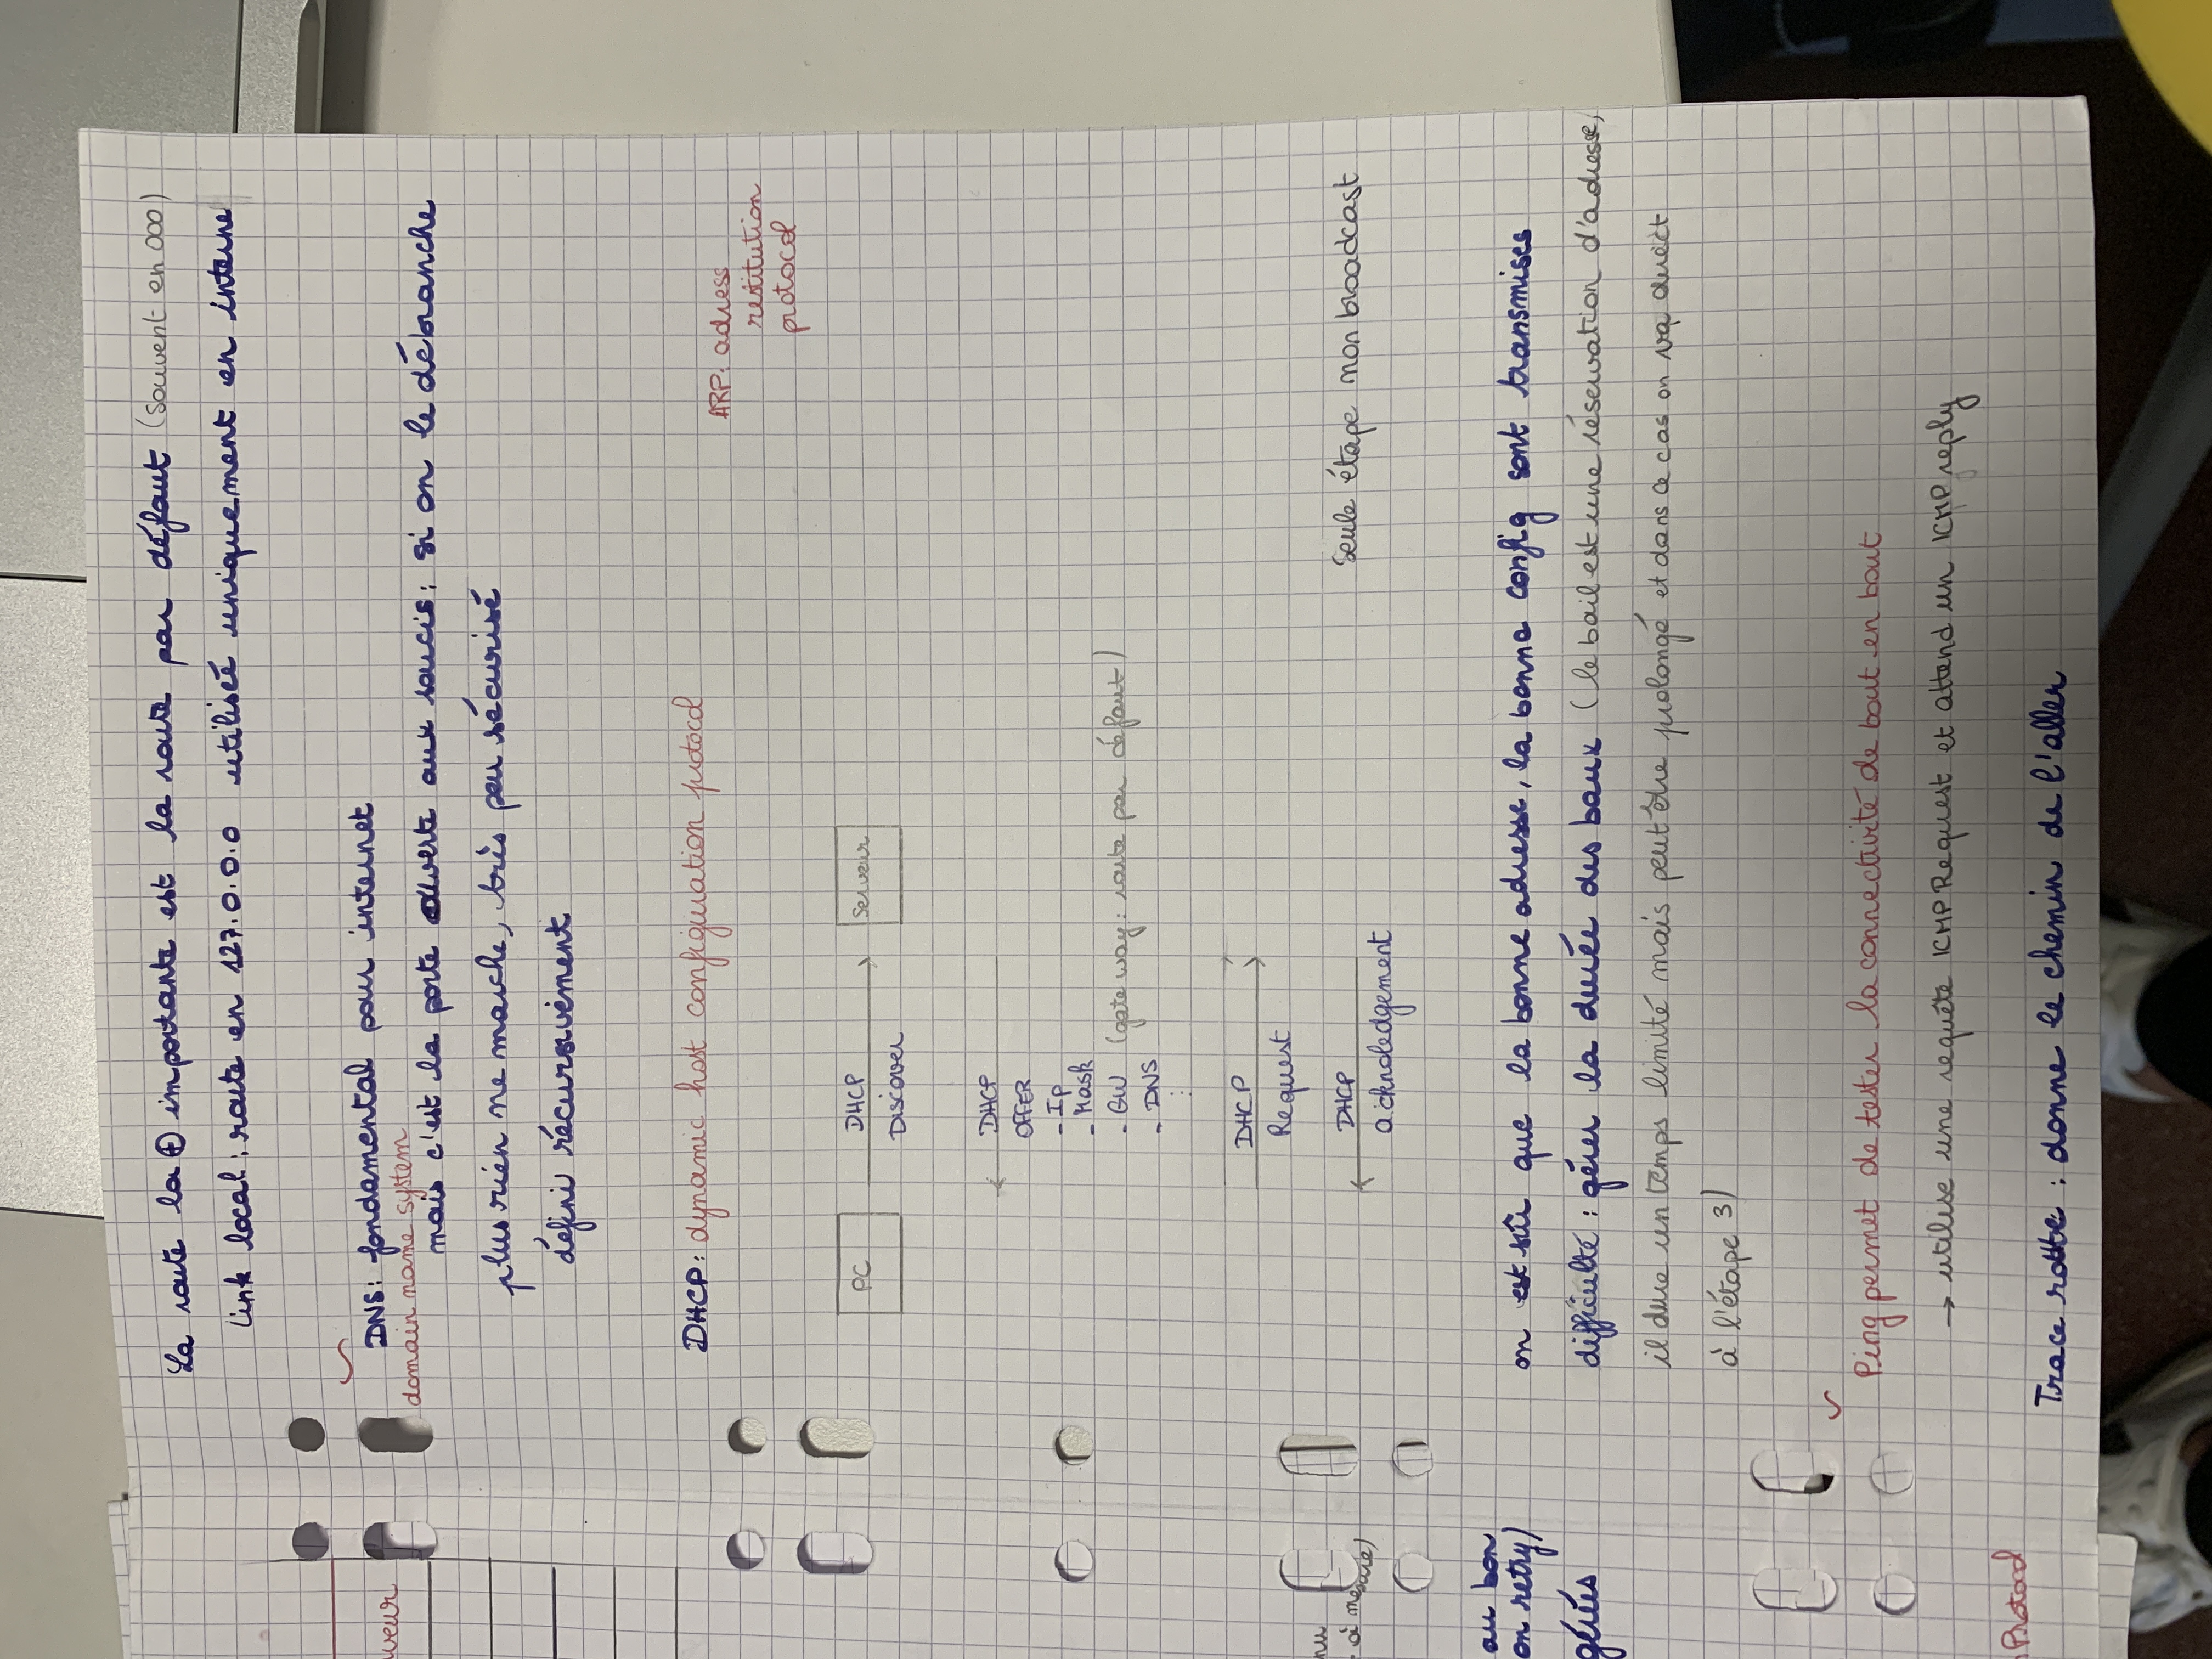 La route la ⊕ importante est la route par défaut (souvent en 000)
Link local : route en 127.0.0.0 utilisée uniquement en interne
DNS : fondamental pour internet
domain name system
mais c'est la porte ouverte aux soucis : si on le débranche
plus rien ne marche, très peu sécurisé
défini récursivement
DHCP : dynamic host configuration protocol
ARP : adress
restitution
protocol
PC
DHCP
Discover
Serveur
DHCP
OFFER
- Ip
- Mask
- GW (gate way : route par défaut)
- DNS
⋮
DHCP
Request
DHCP
acknoledgement
Seule étape non broadcast
on est sûr que la bonne adresse, la bonne config sont transmises
difficulté : gérer la durée des baux (le bail est une réservation d'adresse,
il dure un temps limité mais peut être prolongé et dans ce cas on va direct
à l'étape 3)
Ping permet de tester la connectivité de bout en bout
→ utilise une requête ICMP Request et attend un ICMP reply
Trace route : donne le chemin de l'aller
veur
nu
à mesure)
au bon
on retry)
gérées
Protocol